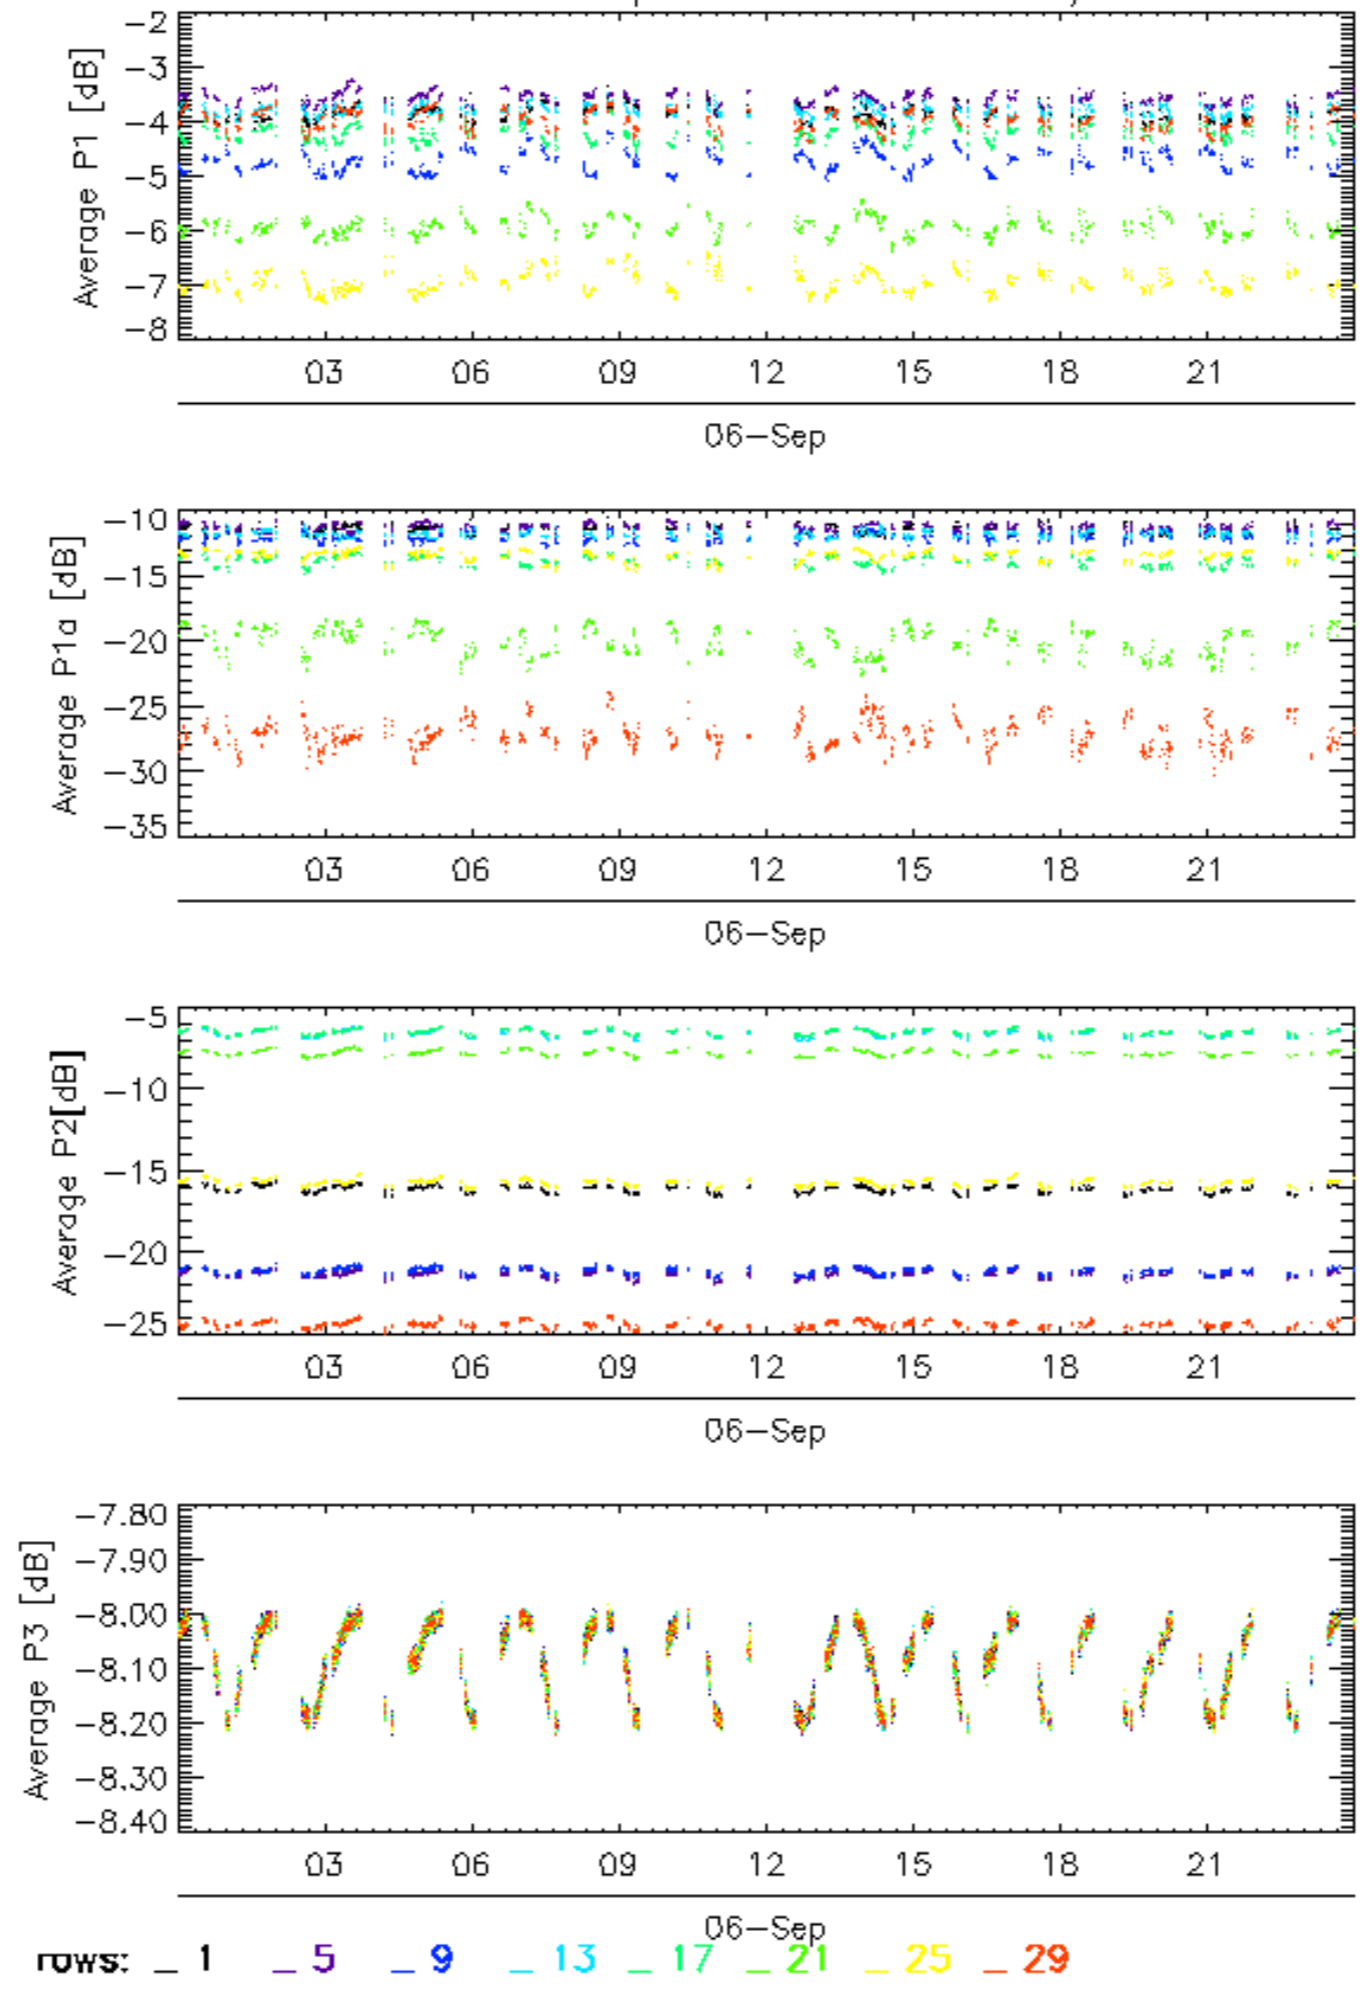 -2
-3
-4
-5
-6
-7
-8
Average P1 [dB]
03 06 09 12 15 18 21
06-Sep
-10
-15
-20
-25
-30
-35
Average P1a [dB]
03 06 09 12 15 18 21
06-Sep
-5
-10
-15
-20
-25
Average P2[dB]
03 06 09 12 15 18 21
06-Sep
-7.80
-7.90
-8.00
-8.10
-8.20
-8.30
-8.40
Average P3 [dB]
03 06 09 12 15 18 21
06-Sep
rows: _ 1 _ 5 _ 9 _ 13 _ 17 _ 21 _ 25 _ 29